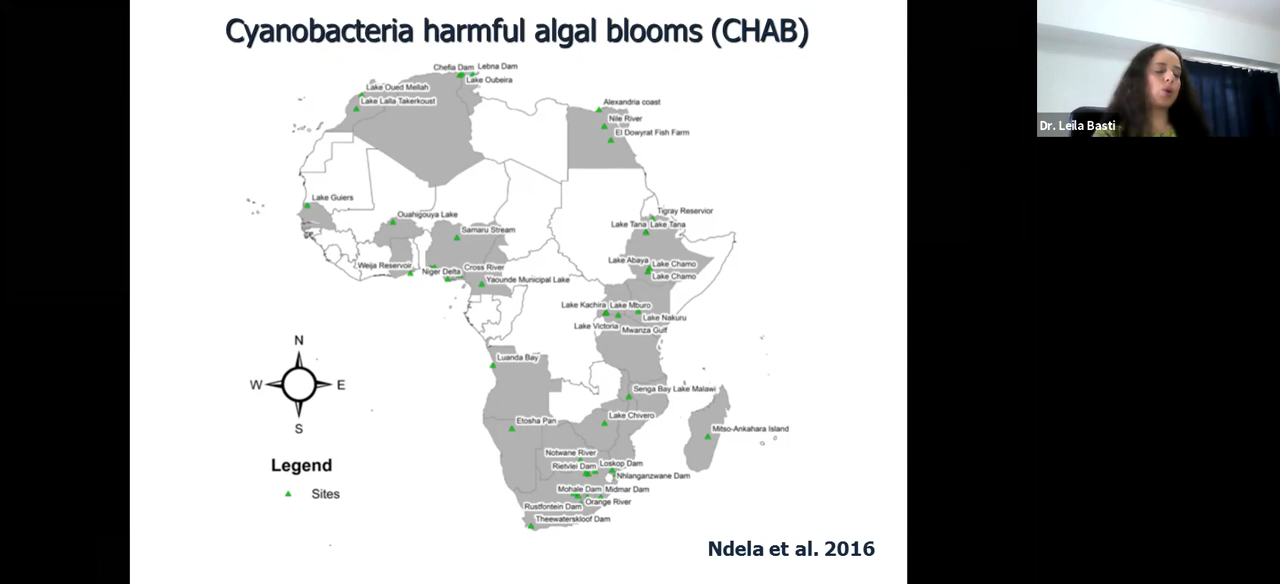 Cyanobacteria harmful algal blooms (CHAB)
Dr. Leila Basti
Chefia Dam
Lebna Dam
Lake Oubeira
Lake Oued Mellah
Lake Lalla Takerkoust
Alexandria coast
Nile River
El Dowyrat Fish Farm
Lake Guiers
Ouahigouya Lake
Samaru Stream
Tigray Reservior
Lake Tana
Lake Tana
Weija Reservoir
Niger Delta
Cross River
Yaounde Municipal Lake
Lake Abaya
Lake Chamo
Lake Chamo
Lake Kachira
Lake Mburo
Lake Nakuru
Lake Victoria
Mwanza Gulf
Luanda Bay
Senga Bay Lake Malawi
Etosha Pan
Lake Chivero
Mitso-Ankahara Island
Notwane River
Rietvlei Dam
Loskop Dam
Nhlanganzwane Dam
Mohale Dam
Midmar Dam
Orange River
Rustfontein Dam
Theewaterskloof Dam
N
W
E
S
Legend
Sites
Ndela et al. 2016